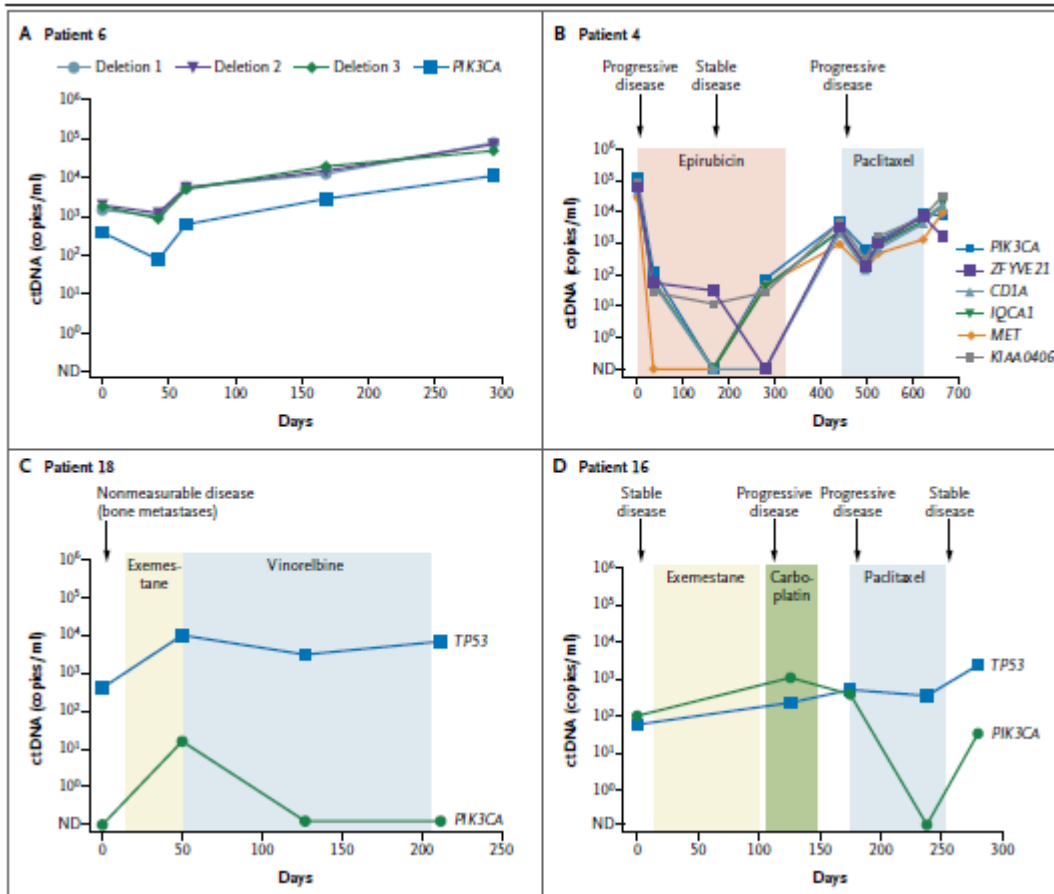 A Patient 6
Deletion 1 Deletion 2 Deletion 3 PIK3CA
10⁶
10⁵
10⁴
10³
10²
10¹
10⁰
ND
ctDNA (copies/ml)
0 50 100 150 200 250 300
Days
B Patient 4
Progressive disease
Stable disease
Progressive disease
Epirubicin
Paclitaxel
10⁶
10⁵
10⁴
10³
10²
10¹
10⁰
ND
ctDNA (copies/ml)
PIK3CA
ZFYVE21
CD1A
IQCA1
MET
KIAA0406
0 100 200 300 400 500 600 700
Days
C Patient 18
Nonmeasurable disease
(bone metastases)
Exemes-
tane
Vinorelbine
10⁶
10⁵
10⁴
10³
10²
10¹
10⁰
ND
ctDNA (copies/ml)
TP53
PIK3CA
0 50 100 150 200 250
Days
D Patient 16
Stable disease
Progressive disease
Progressive disease
Stable disease
Exemestane
Carbo-
platin
Paclitaxel
10⁶
10⁵
10⁴
10³
10²
10¹
10⁰
ND
ctDNA (copies/ml)
TP53
PIK3CA
0 50 100 150 200 250 300
Days